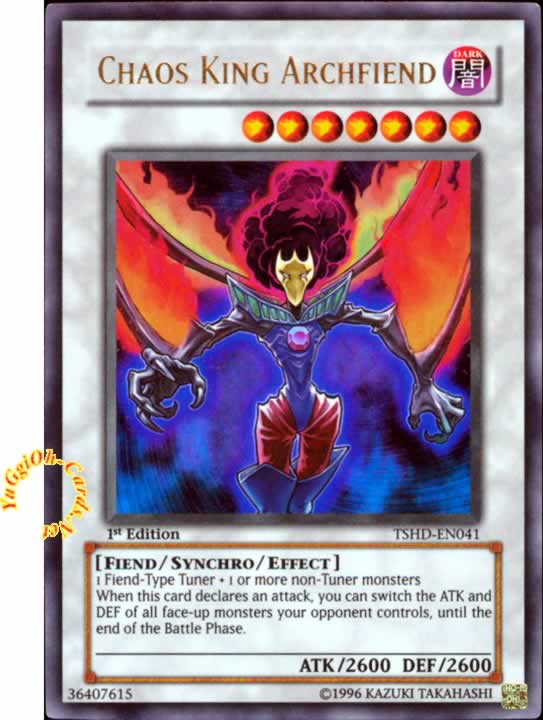 CHAOS KING ARCHFIEND
DARK
闇
1st Edition
TSHD-EN041
[FIEND/SYNCHRO/EFFECT]
1 Fiend-Type Tuner + 1 or more non-Tuner monsters
When this card declares an attack, you can switch the ATK and
DEF of all face-up monsters your opponent controls, until the
end of the Battle Phase.
ATK/2600 DEF/2600
36407615
©1996 KAZUKI TAKAHASHI
YuGgiOh-Cards.Net